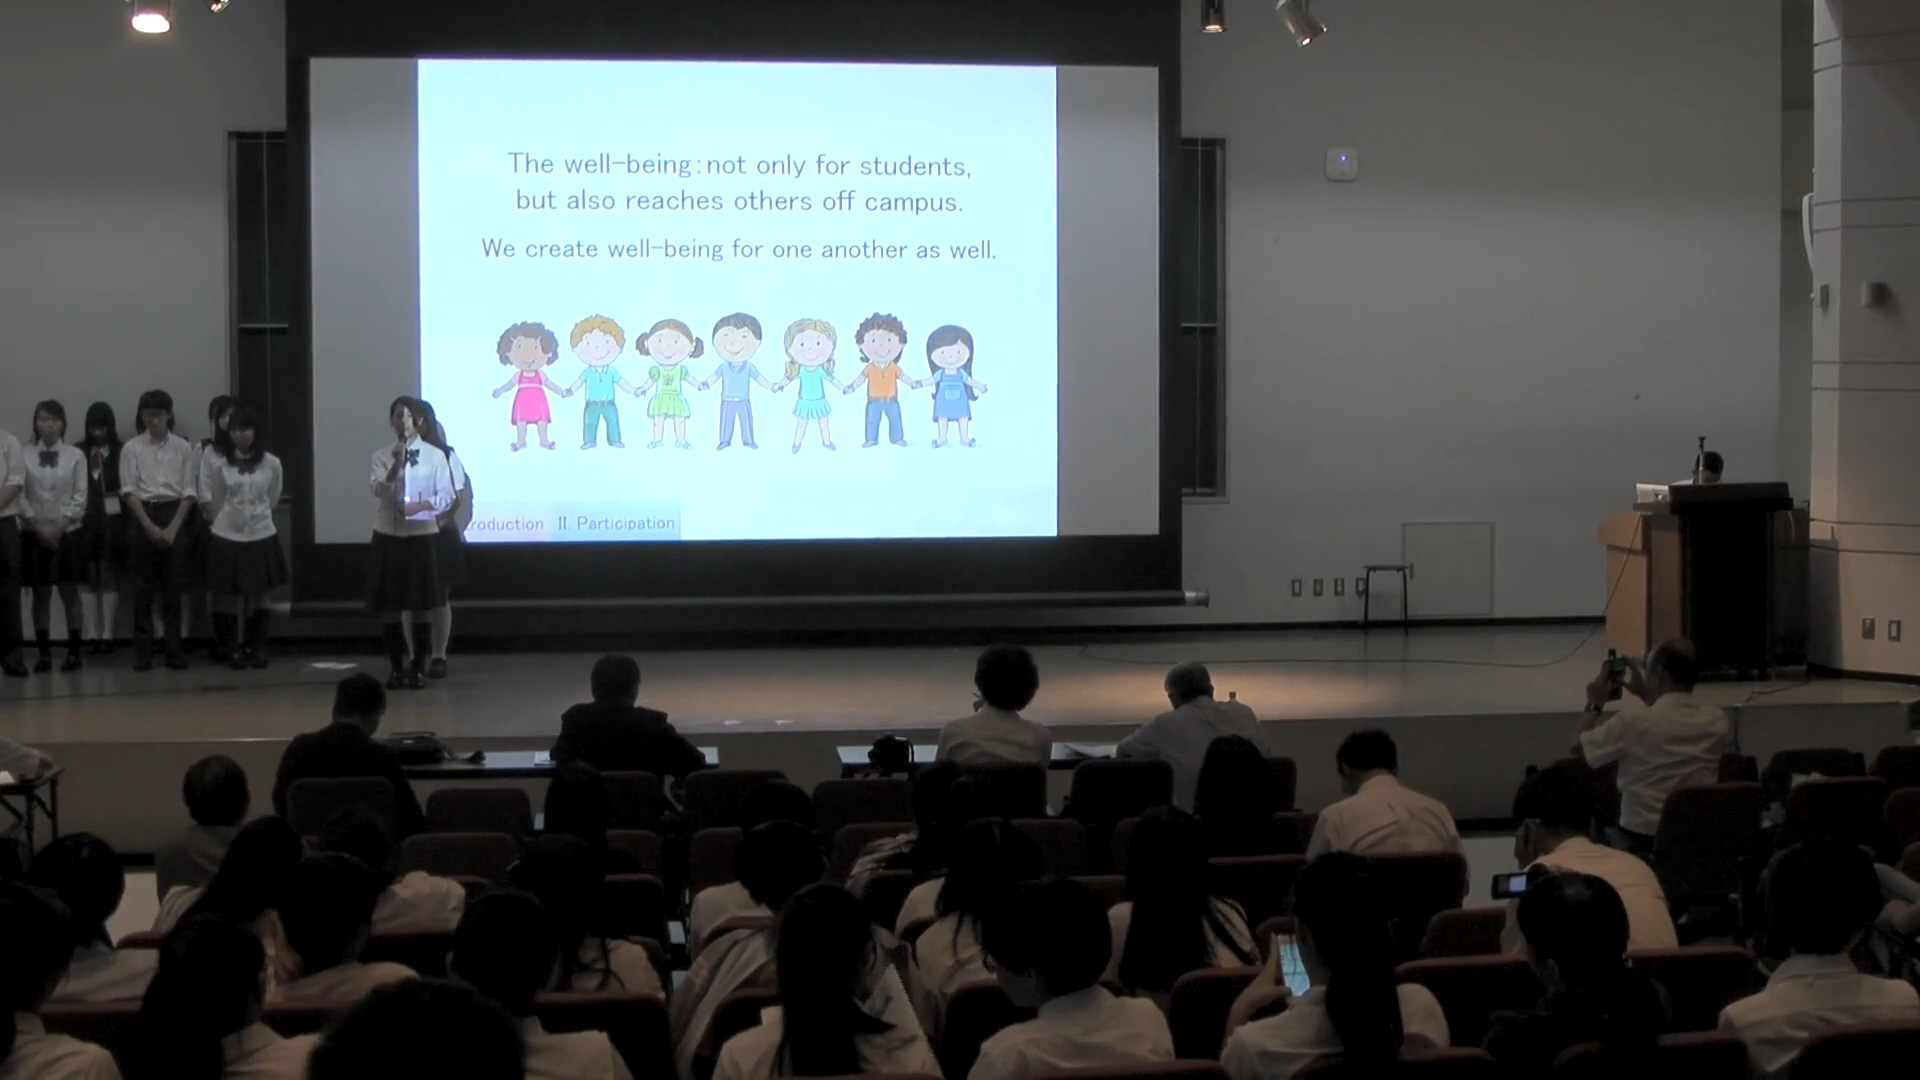 The well-being:not only for students,
but also reaches others off campus.
We create well-being for one another as well.
troduction II. Participation